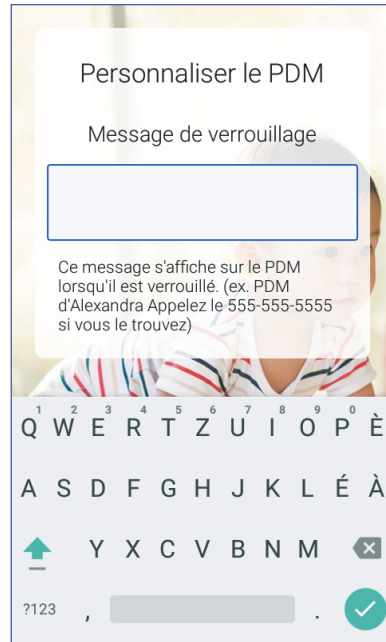 Personnaliser le PDM
Message de verrouillage
Ce message s'affiche sur le PDM
lorsqu'il est verrouillé. (ex. PDM
d'Alexandra Appelez le 555-555-5555
si vous le trouvez)
1 2 3 4 5 6 7 8 9 0
Q W E R T Z U I O P È
A S D F G H J K L É À
Y X C V B N M
?123 , .